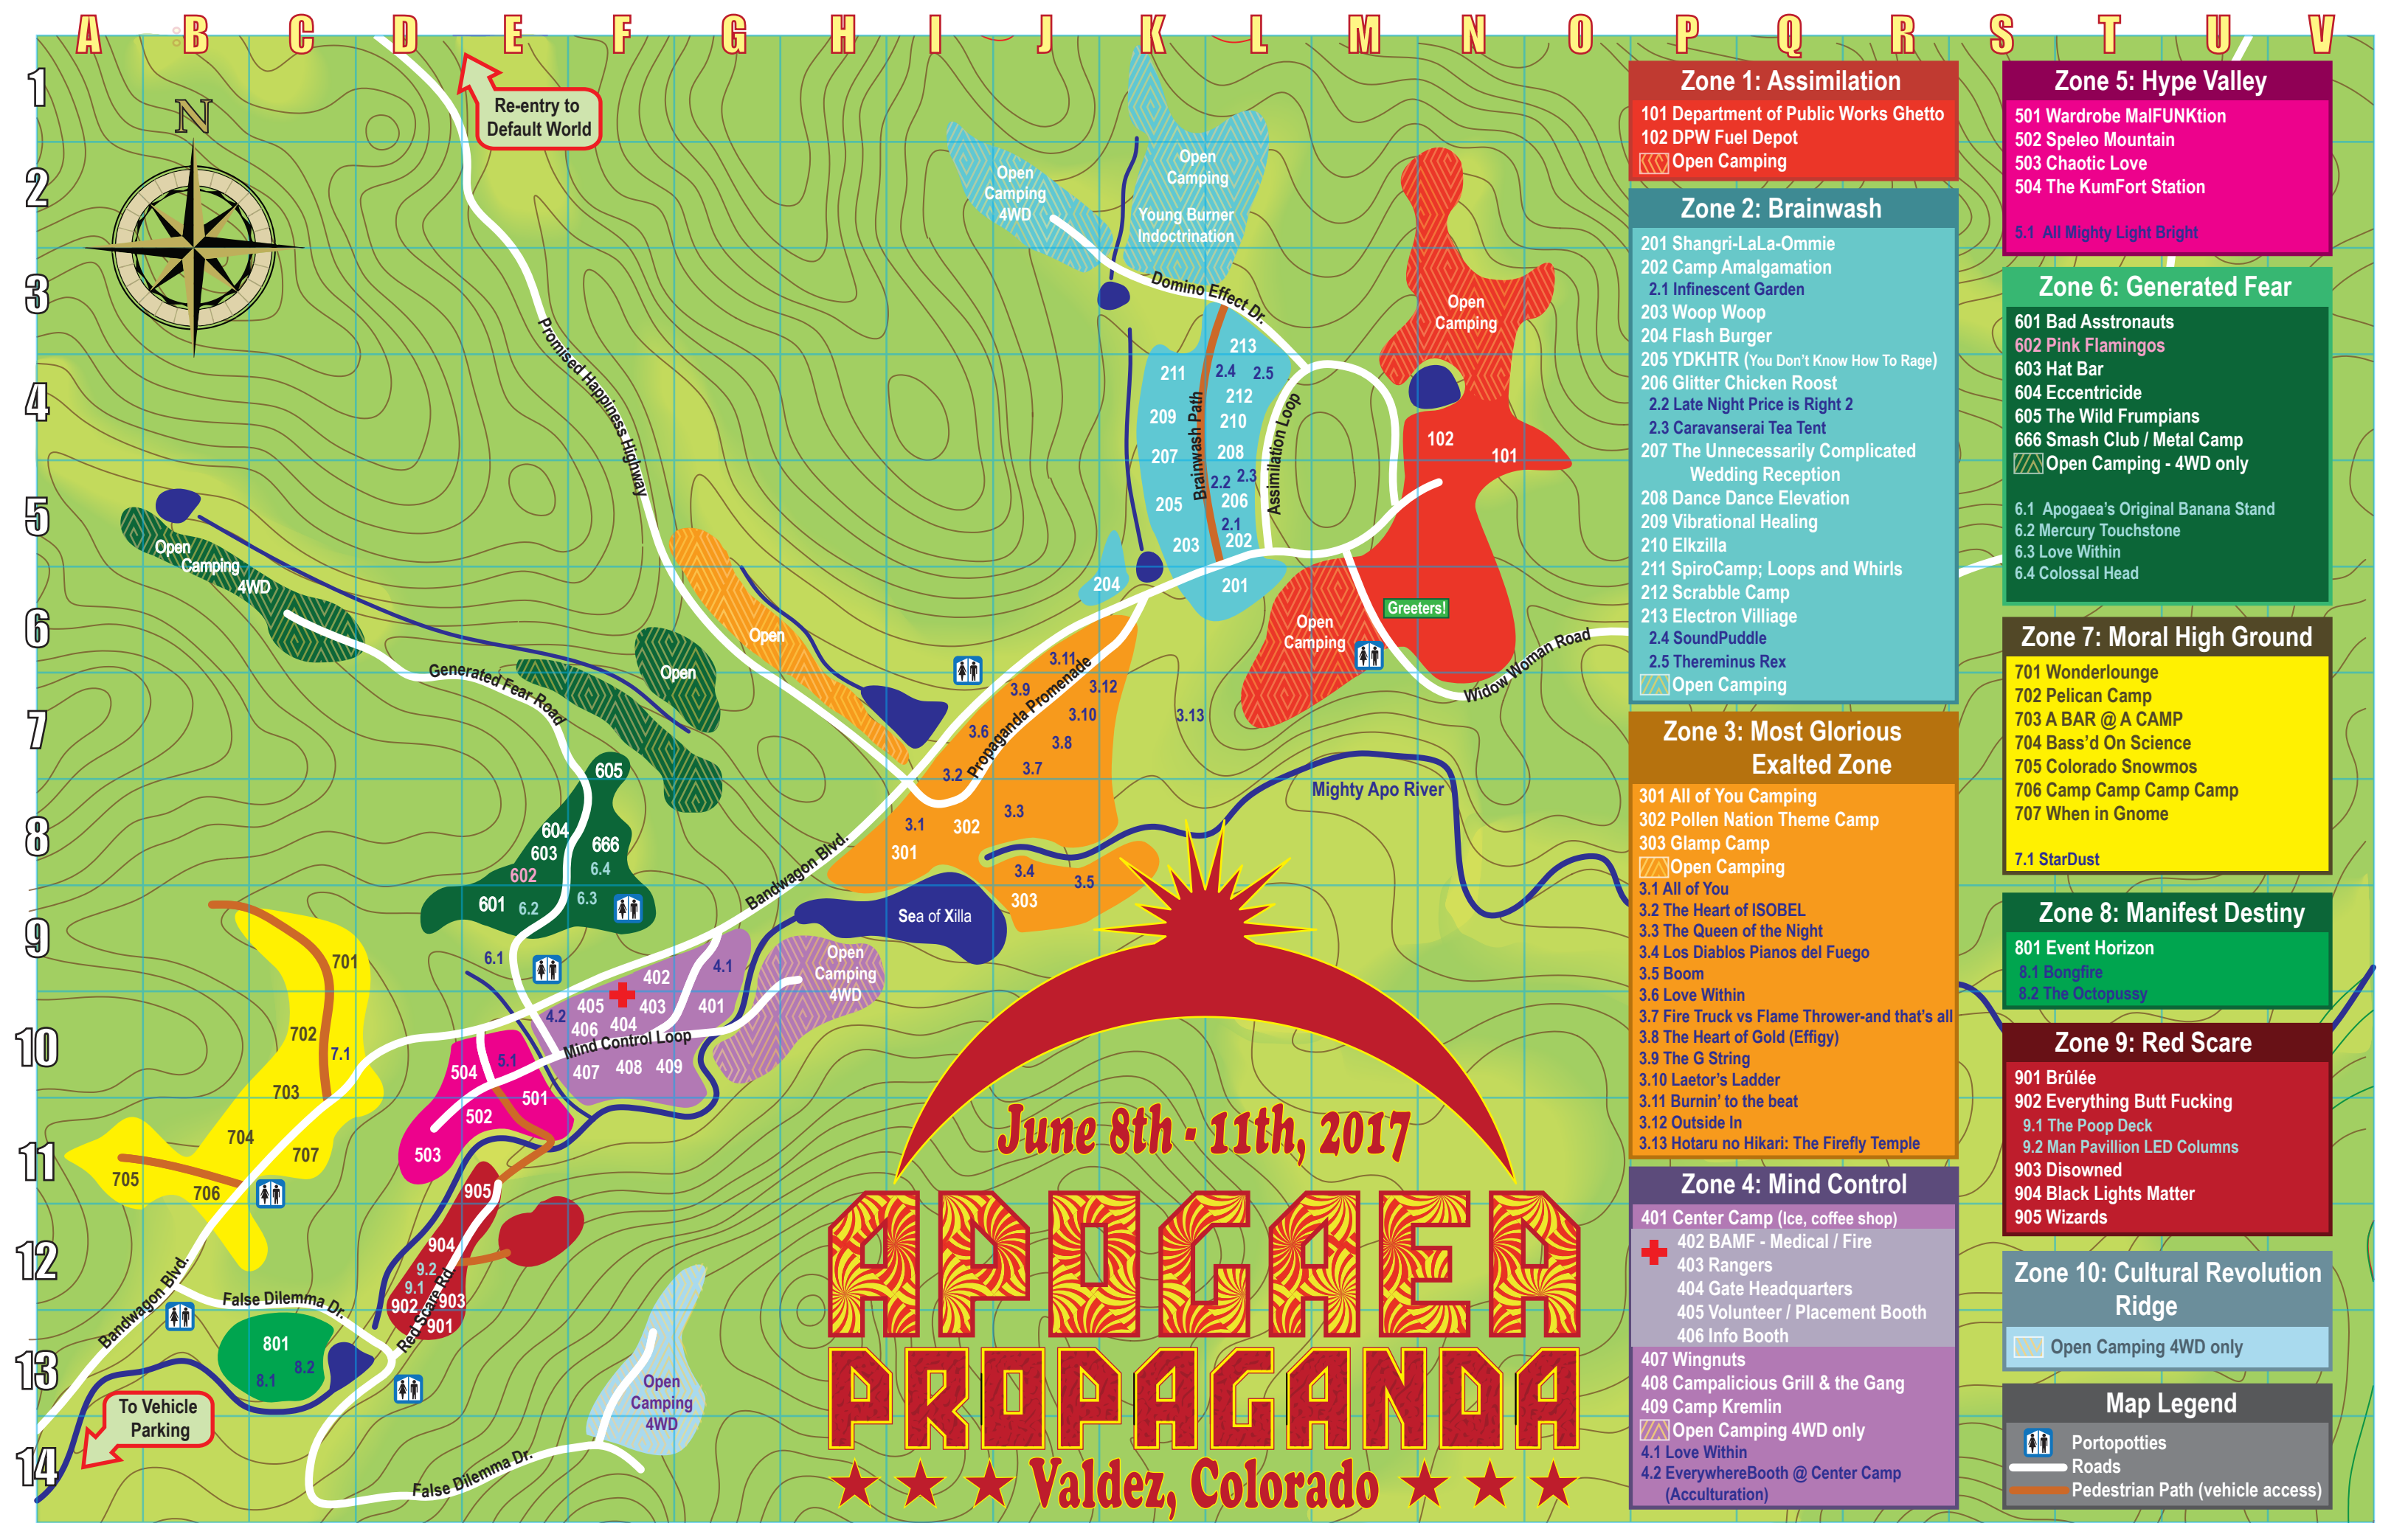 A B C D E F G H I J K L M N O P Q R S T U V
1
2
3
4
5
6
7
8
9
10
11
12
13
14
N
Re-entry to
Default World
Promised Happiness Highway
Open
Camping
4WD
Open
Camping
Young Burner
Indoctrination
Domino Effect Dr.
Open
Camping
213
211
2.4 2.5
212
209
210
102
207
208
101
2.2 2.3
205
206
2.1
203
202
204
201
Brainwash Path
Assimilation Loop
Greeters!
Open
Camping
Widow Woman Road
Open
Camping
4WD
Generated Fear Road
Open
Open
3.11
3.9
3.12
3.10
3.13
3.6
3.8
3.2
3.7
Propaganda Promenade
3.3
3.1
302
301
3.4
3.5
303
Mighty Apo River
Bandwagon Blvd.
Sea of Xilla
605
604
603
666
602
6.4
601
6.2
6.3
6.1
402
4.1
405
403
401
4.2
406
404
Mind Control Loop
407
408
409
Open
Camping
4WD
701
702
7.1
703
704
707
705
706
504
5.1
501
502
503
905
904
9.2
9.1
902
903
901
Red Scare Rd.
Bandwagon Blvd.
False Dilemma Dr.
801
8.2
8.1
To Vehicle
Parking
False Dilemma Dr.
Open
Camping
4WD
June 8th - 11th, 2017
APOGAEA
PROPAGANDA
Valdez, Colorado
Zone 1: Assimilation
101 Department of Public Works Ghetto
102 DPW Fuel Depot
Open Camping
Zone 2: Brainwash
201 Shangri-LaLa-Ommie
202 Camp Amalgamation
2.1 Infinescent Garden
203 Woop Woop
204 Flash Burger
205 YDKHTR (You Don't Know How To Rage)
206 Glitter Chicken Roost
2.2 Late Night Price is Right 2
2.3 Caravanserai Tea Tent
207 The Unnecessarily Complicated
Wedding Reception
208 Dance Dance Elevation
209 Vibrational Healing
210 Elkzilla
211 SpiroCamp; Loops and Whirls
212 Scrabble Camp
213 Electron Villiage
2.4 SoundPuddle
2.5 Thereminus Rex
Open Camping
Zone 3: Most Glorious
Exalted Zone
301 All of You Camping
302 Pollen Nation Theme Camp
303 Glamp Camp
Open Camping
3.1 All of You
3.2 The Heart of ISOBEL
3.3 The Queen of the Night
3.4 Los Diablos Pianos del Fuego
3.5 Boom
3.6 Love Within
3.7 Fire Truck vs Flame Thrower-and that's all
3.8 The Heart of Gold (Effigy)
3.9 The G String
3.10 Laetor's Ladder
3.11 Burnin' to the beat
3.12 Outside In
3.13 Hotaru no Hikari: The Firefly Temple
Zone 4: Mind Control
401 Center Camp (Ice, coffee shop)
402 BAMF - Medical / Fire
403 Rangers
404 Gate Headquarters
405 Volunteer / Placement Booth
406 Info Booth
407 Wingnuts
408 Campalicious Grill & the Gang
409 Camp Kremlin
Open Camping 4WD only
4.1 Love Within
4.2 EverywhereBooth @ Center Camp
(Acculturation)
Zone 5: Hype Valley
501 Wardrobe MalFUNKtion
502 Speleo Mountain
503 Chaotic Love
504 The KumFort Station
5.1 All Mighty Light Bright
Zone 6: Generated Fear
601 Bad Asstronauts
602 Pink Flamingos
603 Hat Bar
604 Eccentricide
605 The Wild Frumpians
666 Smash Club / Metal Camp
Open Camping - 4WD only
6.1 Apogaea's Original Banana Stand
6.2 Mercury Touchstone
6.3 Love Within
6.4 Colossal Head
Zone 7: Moral High Ground
701 Wonderlounge
702 Pelican Camp
703 A BAR @ A CAMP
704 Bass'd On Science
705 Colorado Snowmos
706 Camp Camp Camp Camp
707 When in Gnome
7.1 StarDust
Zone 8: Manifest Destiny
801 Event Horizon
8.1 Bongfire
8.2 The Octopussy
Zone 9: Red Scare
901 Brûlée
902 Everything Butt Fucking
9.1 The Poop Deck
9.2 Man Pavillion LED Columns
903 Disowned
904 Black Lights Matter
905 Wizards
Zone 10: Cultural Revolution
Ridge
Open Camping 4WD only
Map Legend
Portopotties
Roads
Pedestrian Path (vehicle access)